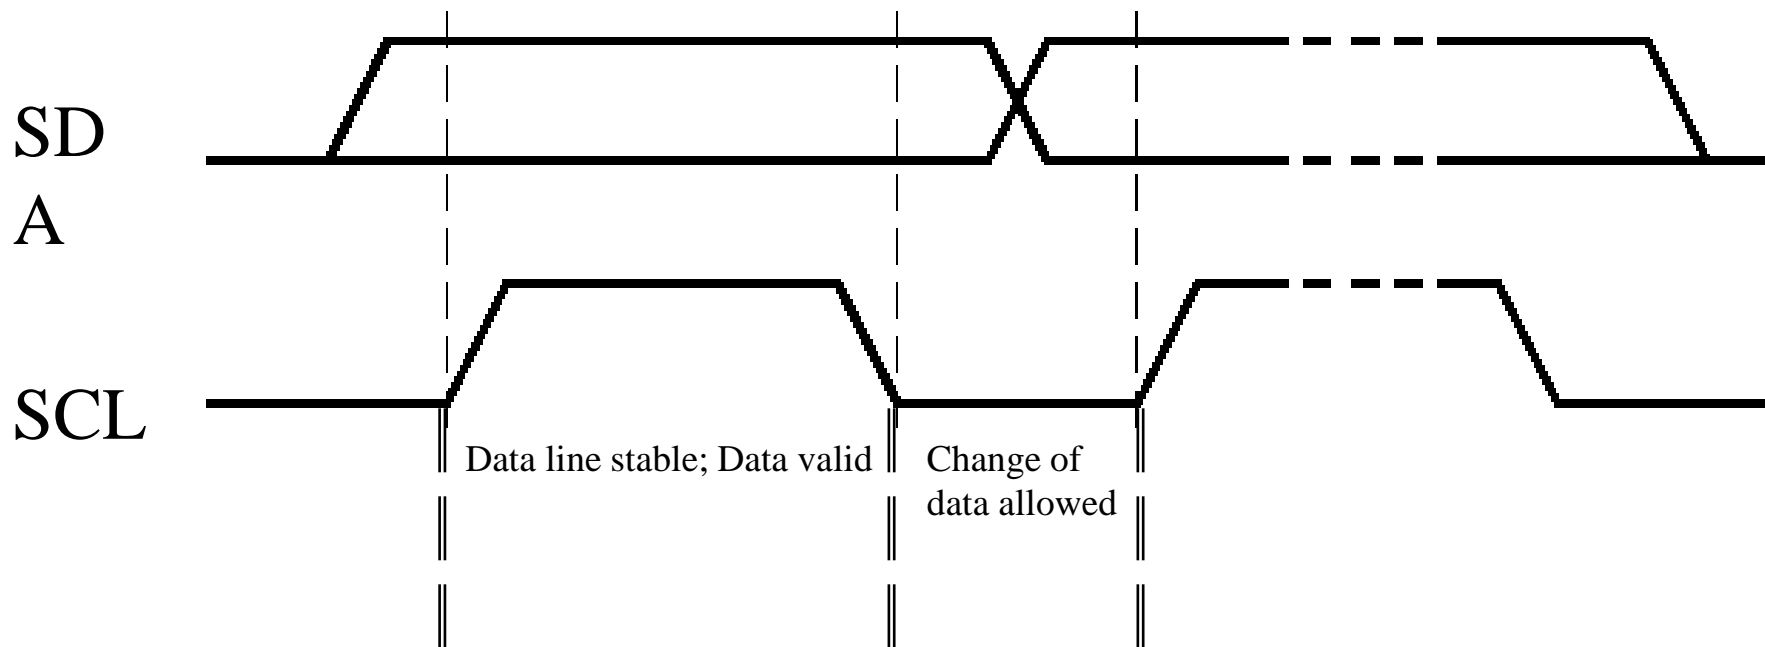 SD
A
SCL
Data line stable; Data valid
Change of
data allowed